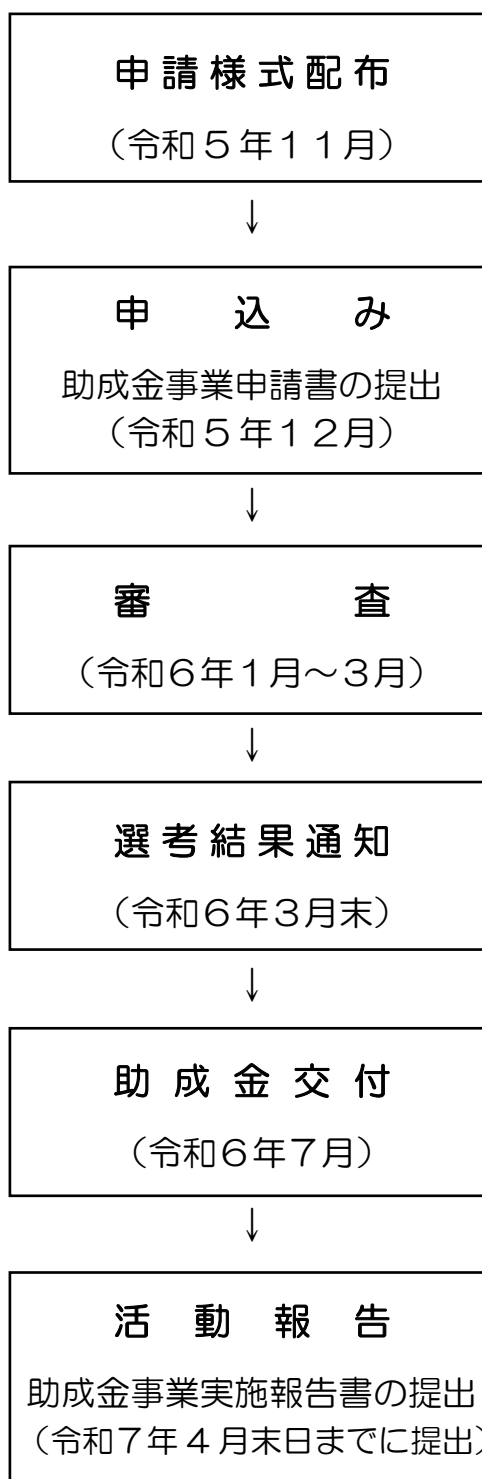 申請様式配布
（令和５年１１月）
↓
申込み
助成金事業申請書の提出
（令和５年１２月）
↓
審査
（令和６年１月～３月）
↓
選考結果通知
（令和６年３月末）
↓
助成金交付
（令和６年７月）
↓
活動報告
助成金事業実施報告書の提出
（令和７年４月末日までに提出）